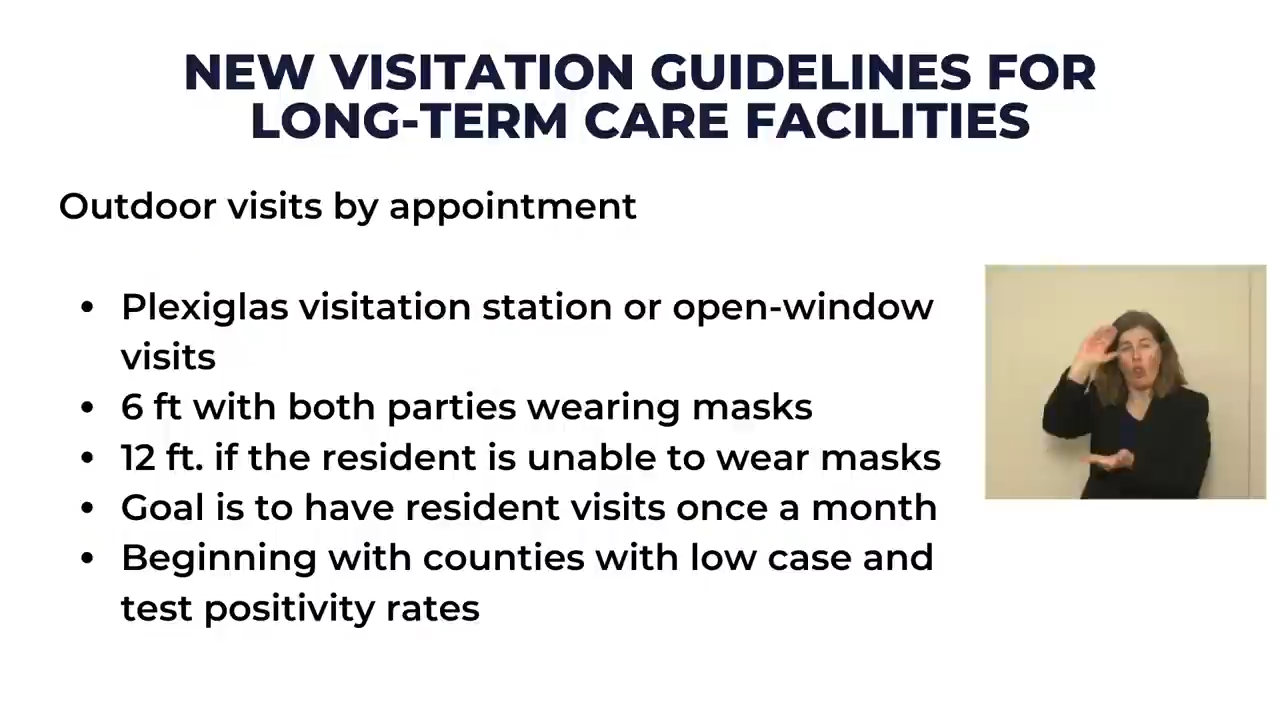 NEW VISITATION GUIDELINES FOR
LONG-TERM CARE FACILITIES
Outdoor visits by appointment
• Plexiglas visitation station or open-window
visits
• 6 ft with both parties wearing masks
• 12 ft. if the resident is unable to wear masks
• Goal is to have resident visits once a month
• Beginning with counties with low case and
test positivity rates